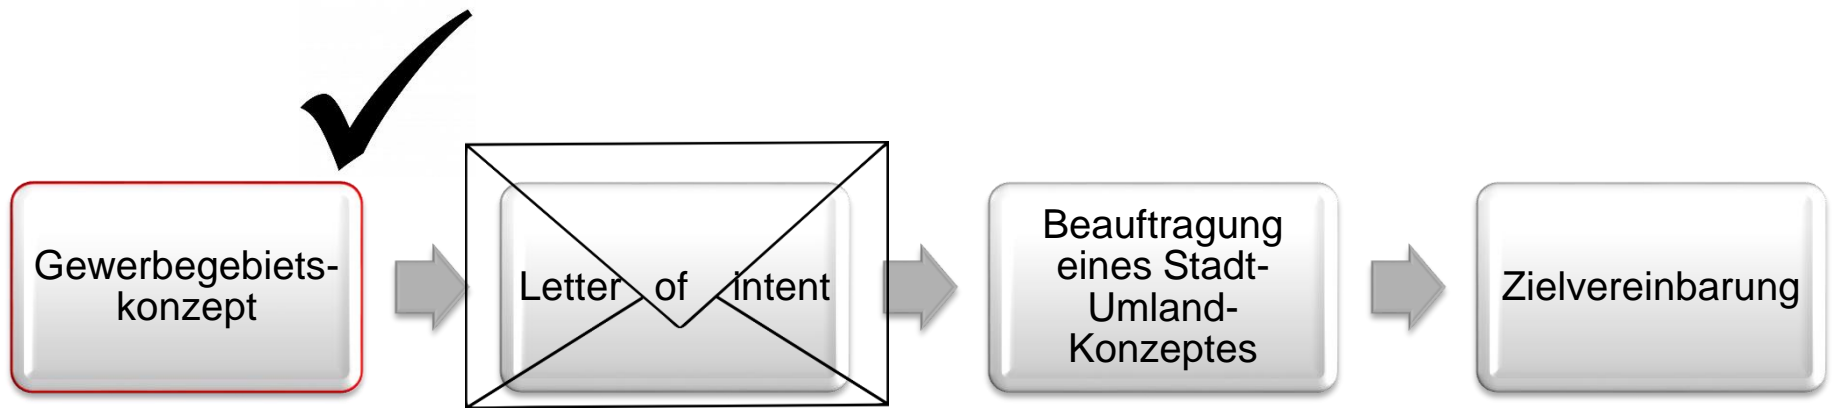 Gewerbegebiets-
konzept
Letter of intent
Beauftragung
eines Stadt-
Umland-
Konzeptes
Zielvereinbarung